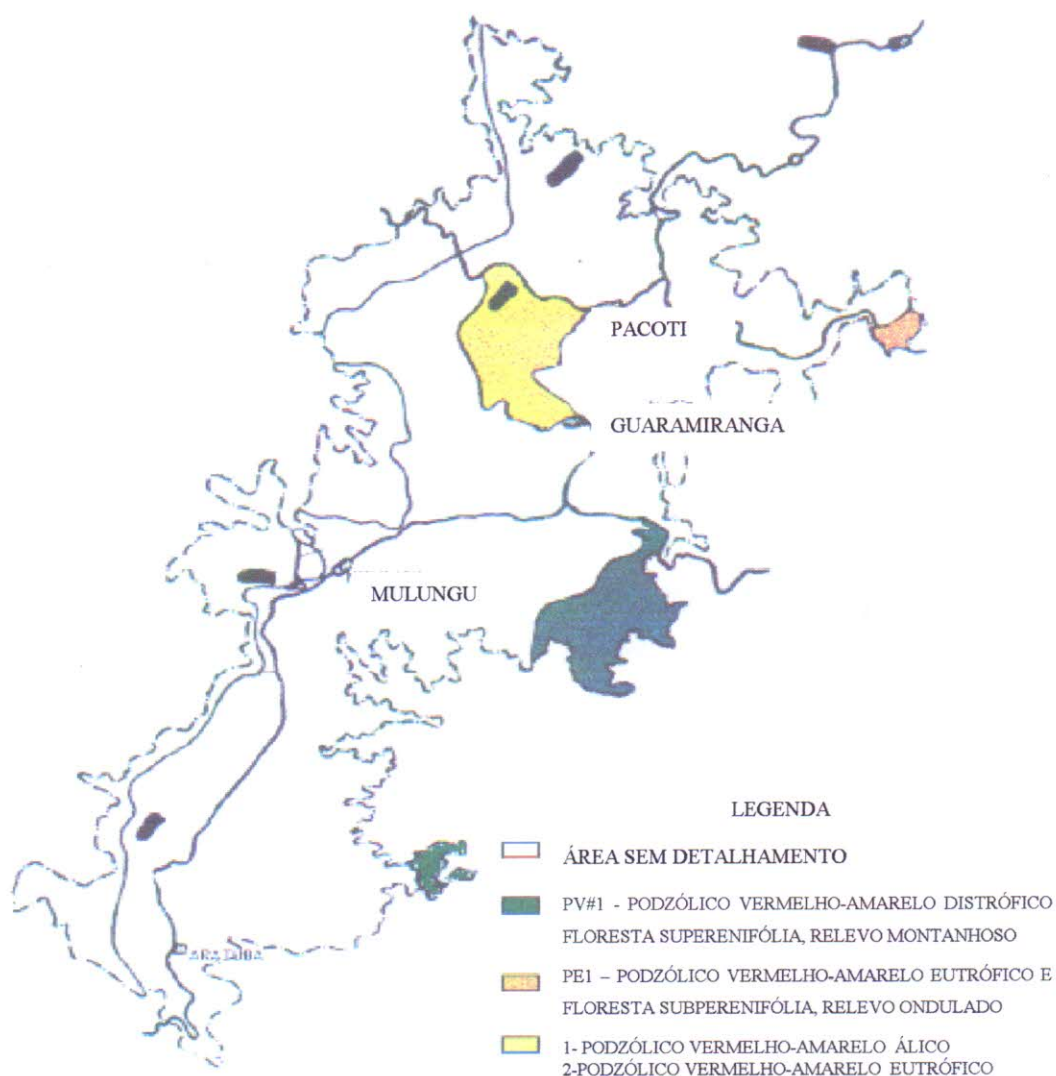 PACOTI
GUARAMIRANGA
MULUNGU
ARATUBA
LEGENDA
ÁREA SEM DETALHAMENTO
PV#1 - PODZÓLICO VERMELHO-AMARELO DISTRÓFICO
FLORESTA SUPERENIFÓLIA, RELEVO MONTANHOSO
PE1 – PODZÓLICO VERMELHO-AMARELO EUTRÓFICO E
FLORESTA SUBPERENIFÓLIA, RELEVO ONDULADO
1- PODZÓLICO VERMELHO-AMARELO ÁLICO
2-PODZÓLICO VERMELHO-AMARELO EUTRÓFICO